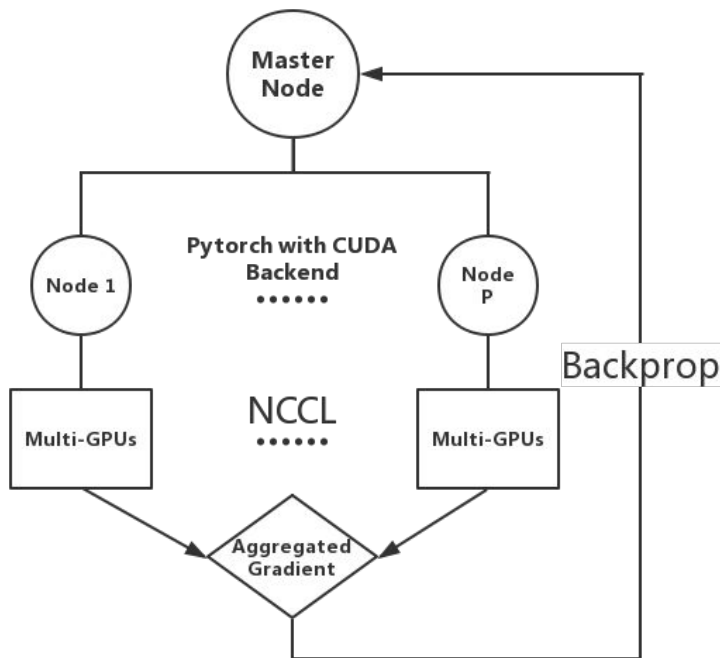 Master
Node
Pytorch with CUDA
Backend
Node 1
Node
P
Backprop
NCCL
Multi-GPUs
Multi-GPUs
Aggregated
Gradient